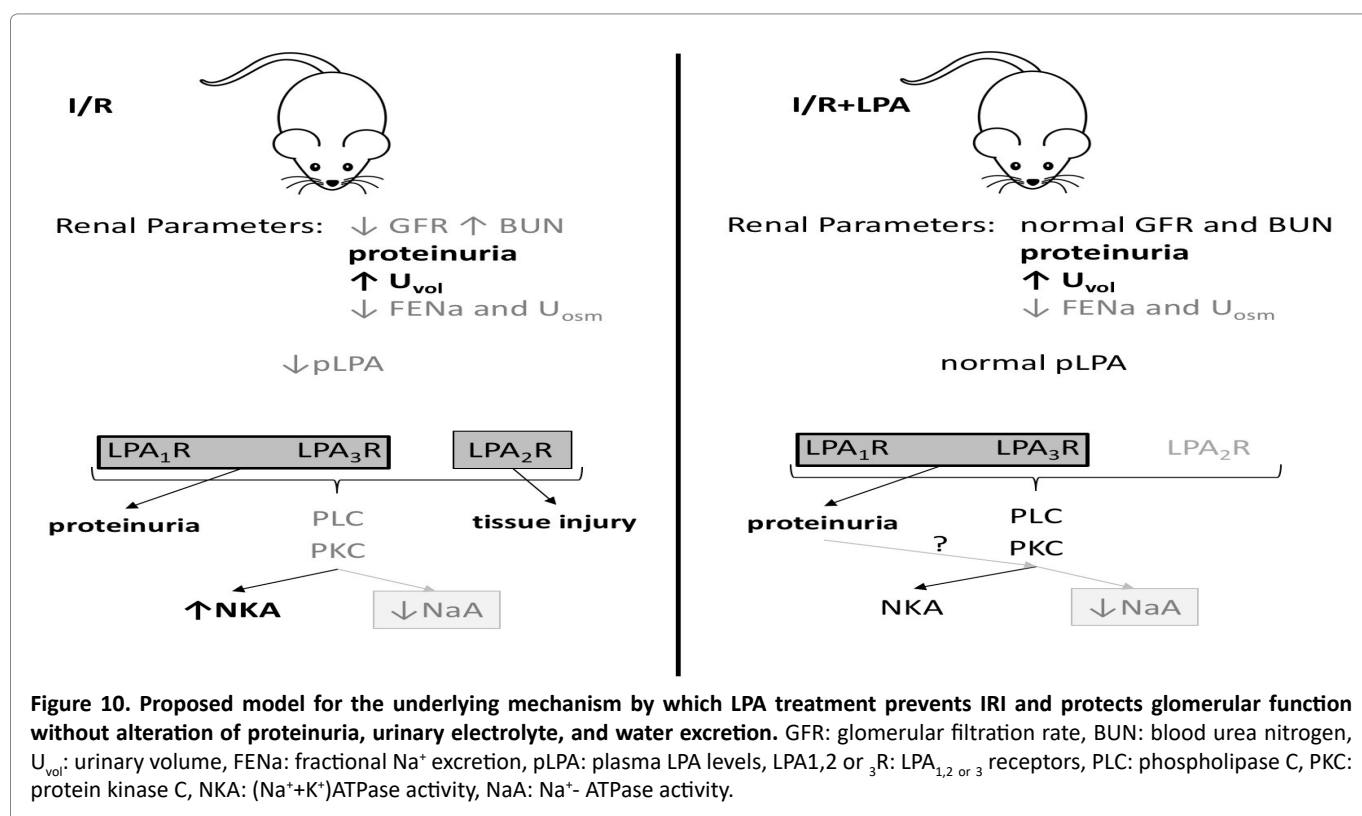 I/R
Renal Parameters: ↓ GFR ↑ BUN
proteinuria
↑ Uvol
↓ FENa and Uosm
↓pLPA
LPA1R LPA3R LPA2R
proteinuria PLC tissue injury
PKC
↑NKA ↓NaA
I/R+LPA
Renal Parameters: normal GFR and BUN
proteinuria
↑ Uvol
↓ FENa and Uosm
normal pLPA
LPA1R LPA3R LPA2R
proteinuria PLC
? PKC
NKA ↓NaA
Figure 10. Proposed model for the underlying mechanism by which LPA treatment prevents IRI and protects glomerular function
without alteration of proteinuria, urinary electrolyte, and water excretion. GFR: glomerular filtration rate, BUN: blood urea nitrogen,
Uvol: urinary volume, FENa: fractional Na⁺ excretion, pLPA: plasma LPA levels, LPA1,2 or 3R: LPA1,2 or 3 receptors, PLC: phospholipase C, PKC:
protein kinase C, NKA: (Na⁺+K⁺)ATPase activity, NaA: Na⁺- ATPase activity.